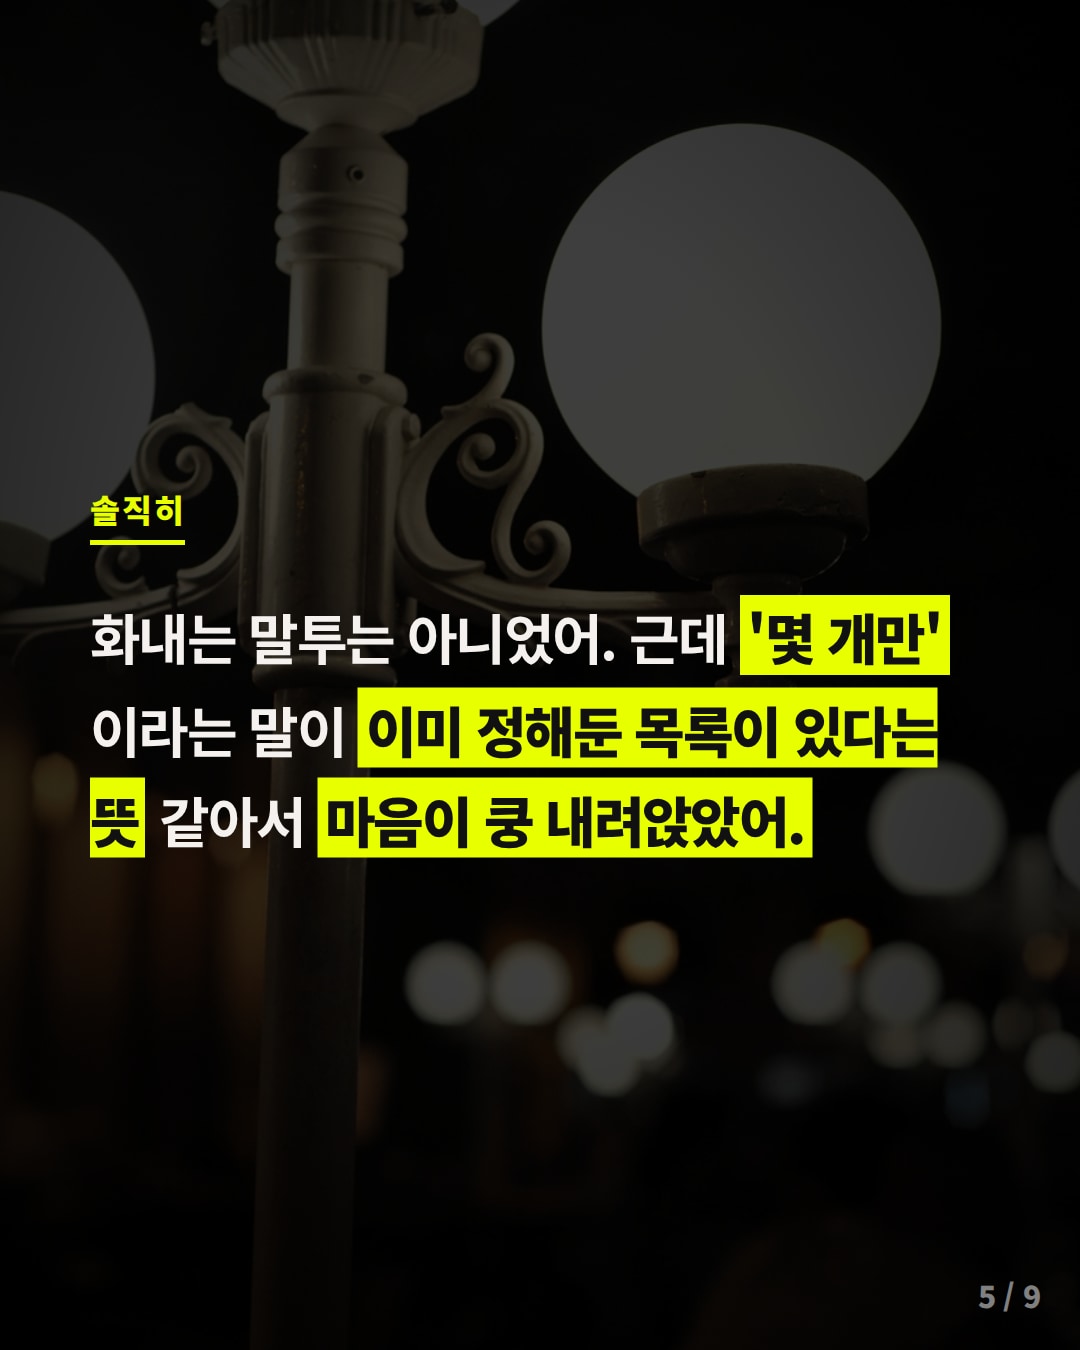 솔직히
화내는 말투는 아니었어. 근데 '몇 개만'
이라는 말이 이미 정해둔 목록이 있다는
뜻 같아서 마음이 쿵 내려앉았어.
5 / 9